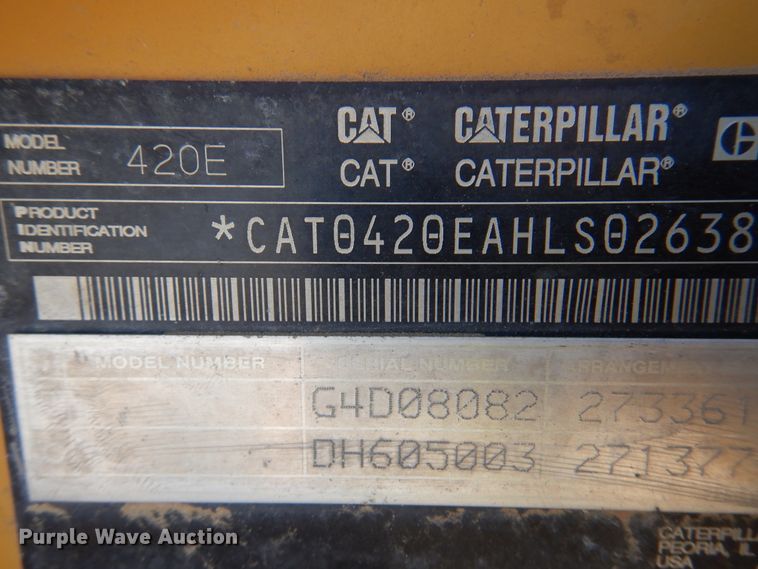 MODEL NUMBER 420E
CAT® CATERPILLAR®
CAT® CATERPILLAR®
PRODUCT IDENTIFICATION NUMBER *CAT0420EAHLS02638
MODEL NUMBER SERIAL NUMBER ARRANGEMENT
G4D08082 273361
DH605003 271377
CATERPILLAR
PEORIA, IL
USA
Purple Wave Auction